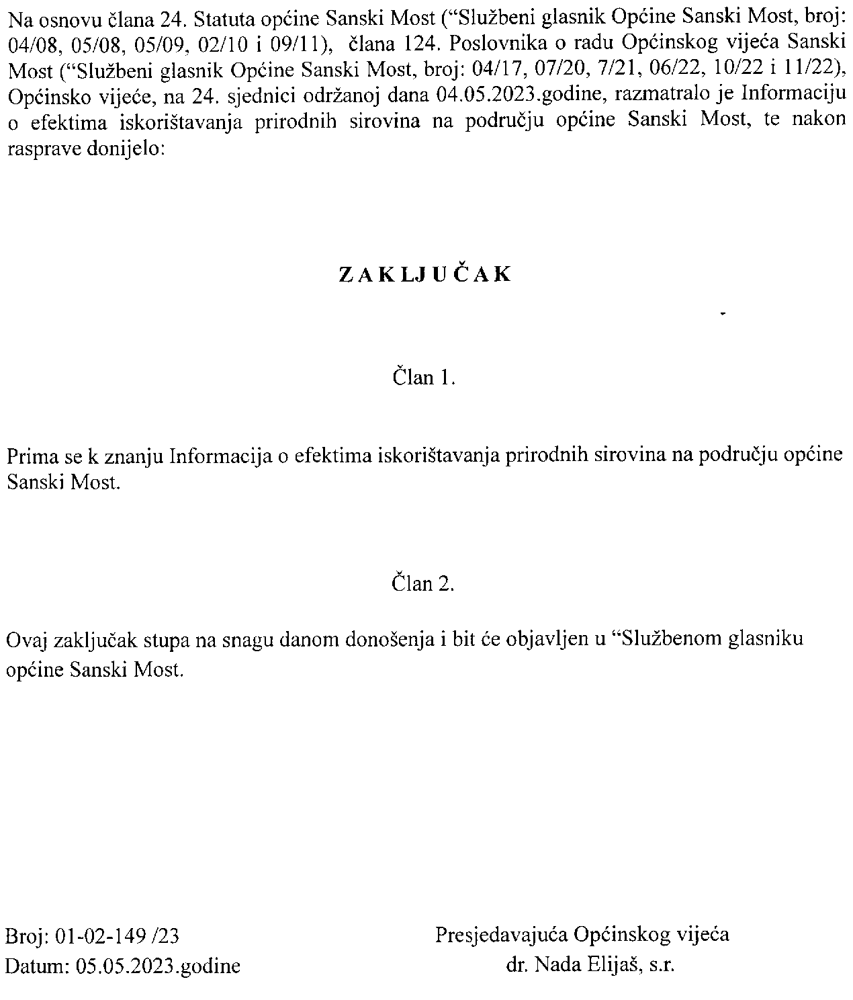 Na osnovu člana 24. Statuta općine Sanski Most (“Službeni glasnik Općine Sanski Most, broj:
04/08, 05/08, 05/09, 02/10 i 09/11), člana 124. Poslovnika o radu Općinskog vijeća Sanski
Most (“Službeni glasnik Općine Sanski Most, broj: 04/17, 07/20, 7/21, 06/22, 10/22 i 11/22),
Općinsko vijeće, na 24. sjednici održanoj dana 04.05.2023.godine, razmatralo je Informaciju
o efektima iskorištavanja prirodnih sirovina na području općine Sanski Most, te nakon
rasprave donijelo:
Z A K LJ U Č A K
Član 1.
Prima se k znanju Informacija o efektima iskorištavanja prirodnih sirovina na području općine
Sanski Most.
Član 2.
Ovaj zaključak stupa na snagu danom donošenja i bit će objavljen u “Službenom glasniku
općine Sanski Most.
Broj: 01-02-149 /23
Presjedavajuća Općinskog vijeća
Datum: 05.05.2023.godine
dr. Nada Elijaš, s.r.